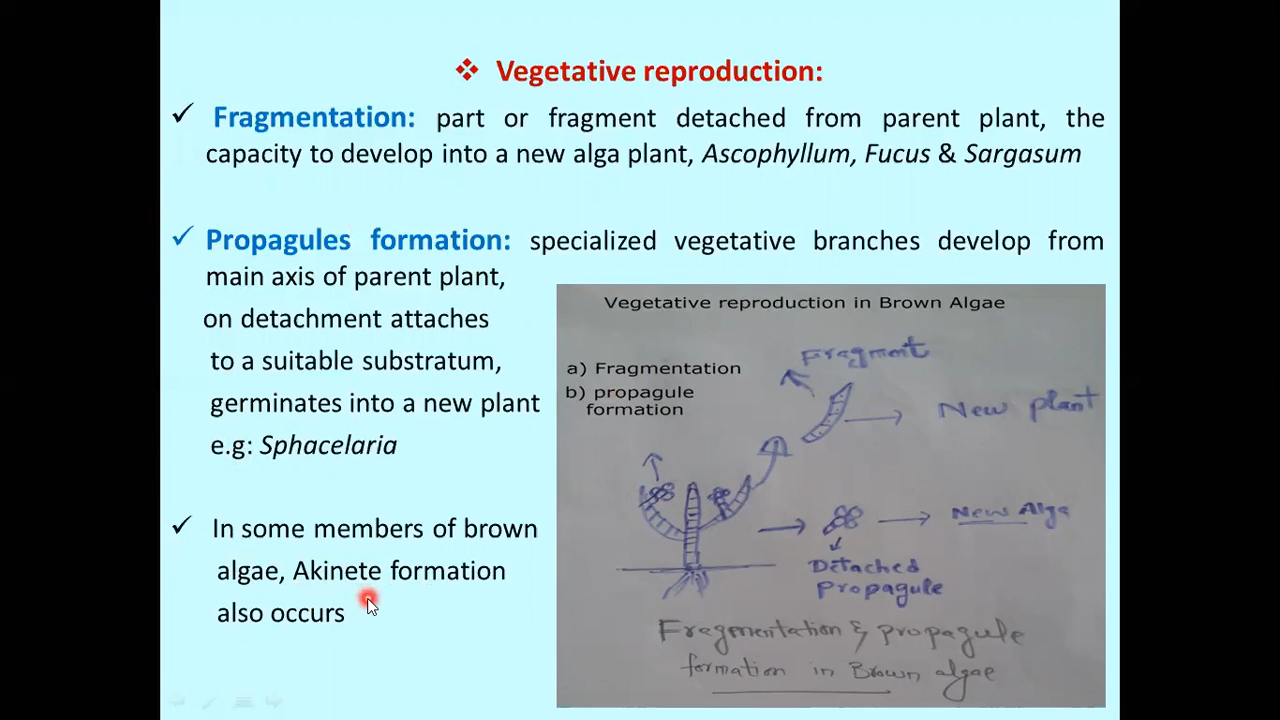 ❖ Vegetative reproduction:
✓ Fragmentation: part or fragment detached from parent plant, the
capacity to develop into a new alga plant, Ascophyllum, Fucus & Sargasum
✓ Propagules formation: specialized vegetative branches develop from
main axis of parent plant,
on detachment attaches
to a suitable substratum,
germinates into a new plant
e.g: Sphacelaria
✓ In some members of brown
algae, Akinete formation
also occurs
Vegetative reproduction in Brown Algae
a) Fragmentation
b) propagule
formation
Fragment
New plant
New Alga
Detached
Propagule
Fragmentation & propagule
formation in Brown algae